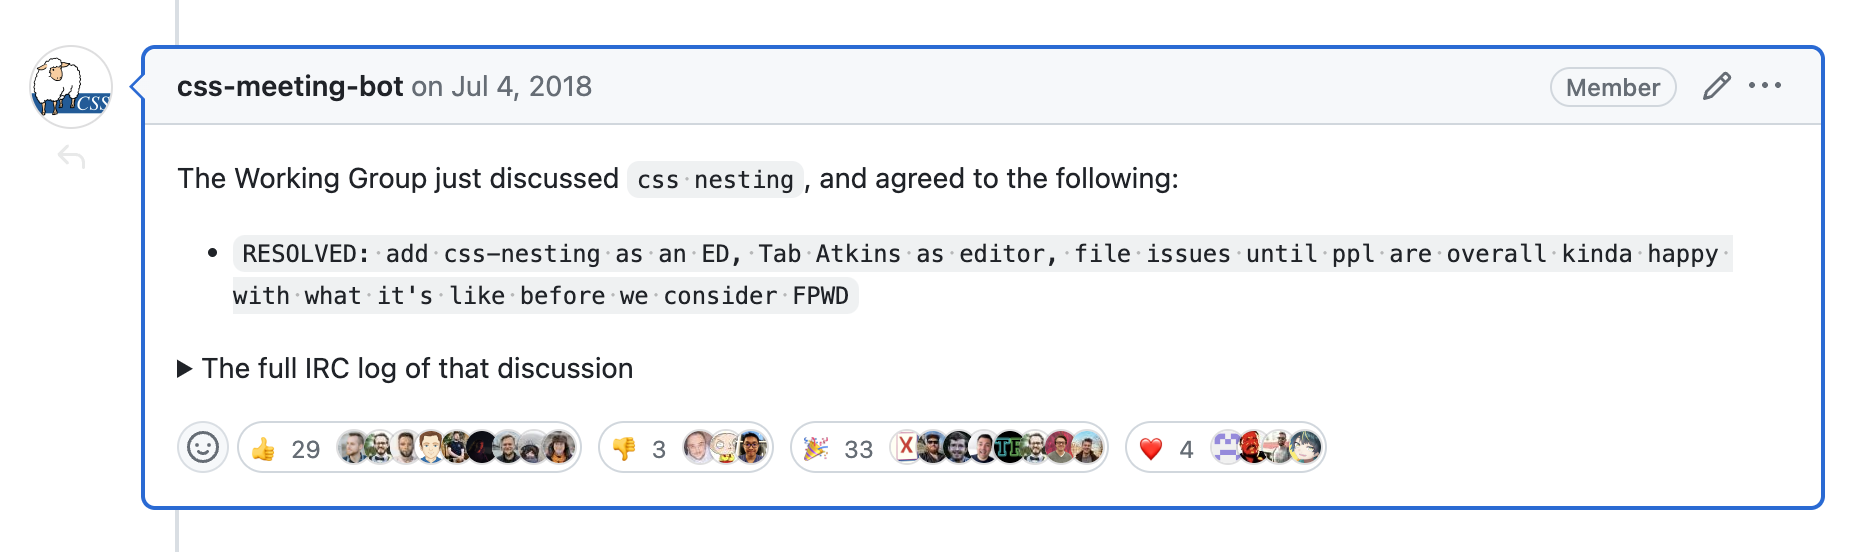 CSS
css-meeting-bot on Jul 4, 2018
Member
The Working Group just discussed css nesting, and agreed to the following:
RESOLVED: add css-nesting as an ED, Tab Atkins as editor, file issues until ppl are overall kinda happy
with what it's like before we consider FPWD
The full IRC log of that discussion
29
3
33
4